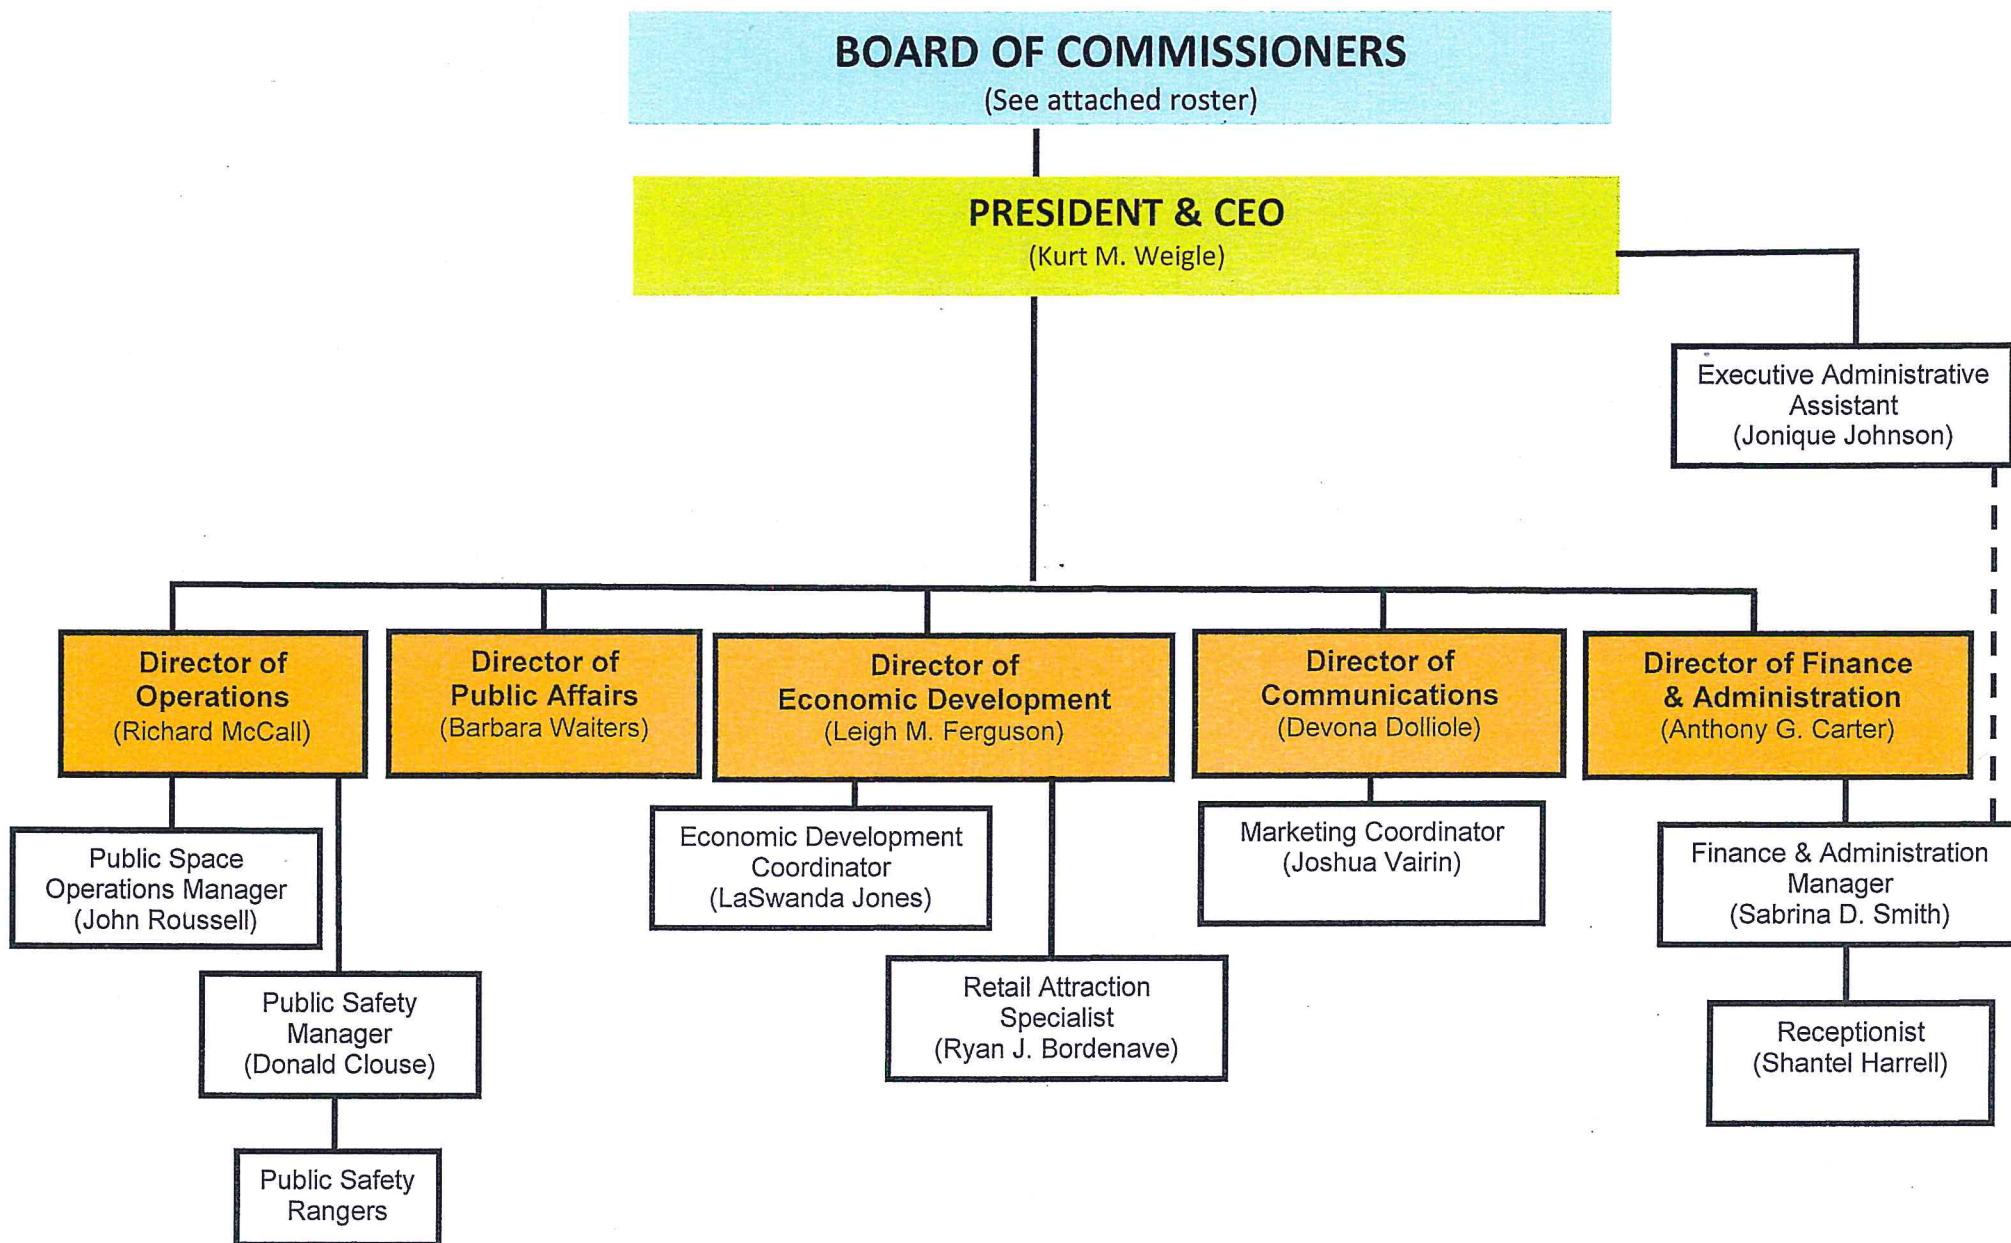 BOARD OF COMMISSIONERS
(See attached roster)
PRESIDENT & CEO
(Kurt M. Weigle)
Executive Administrative
Assistant
(Jonique Johnson)
Director of
Operations
(Richard McCall)
Director of
Public Affairs
(Barbara Waiters)
Director of
Economic Development
(Leigh M. Ferguson)
Director of
Communications
(Devona Dolliole)
Director of Finance
& Administration
(Anthony G. Carter)
Public Space
Operations Manager
(John Roussell)
Economic Development
Coordinator
(LaSwanda Jones)
Marketing Coordinator
(Joshua Vairin)
Finance & Administration
Manager
(Sabrina D. Smith)
Public Safety
Manager
(Donald Clouse)
Retail Attraction
Specialist
(Ryan J. Bordenave)
Receptionist
(Shantel Harrell)
Public Safety
Rangers